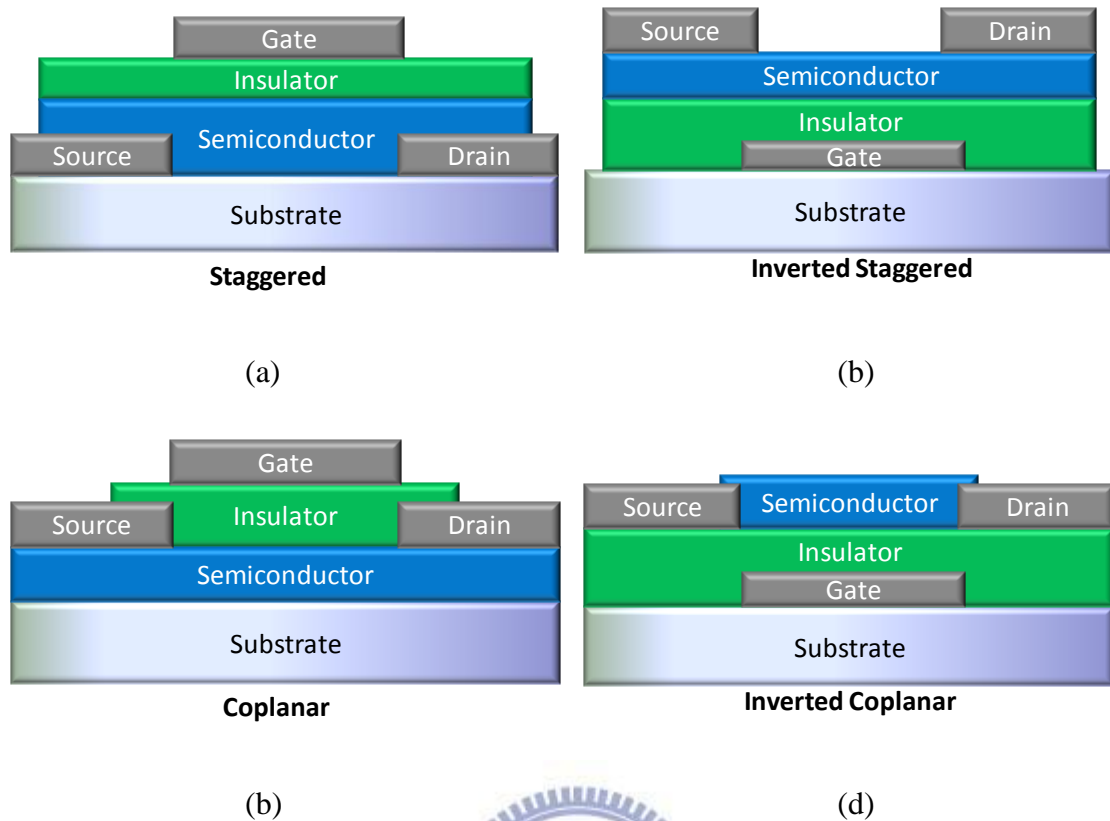 Gate
Insulator
Semiconductor
Source
Drain
Substrate
Staggered
(a)
Source
Drain
Semiconductor
Insulator
Gate
Substrate
Inverted Staggered
(b)
Gate
Source
Insulator
Drain
Semiconductor
Substrate
Coplanar
(b)
Source
Semiconductor
Drain
Insulator
Gate
Substrate
Inverted Coplanar
(d)